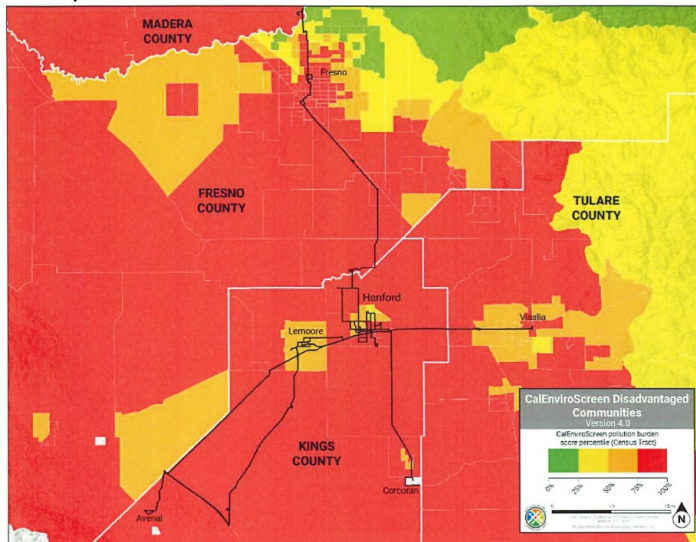 MADERA
COUNTY
Fresno
FRESNO
COUNTY
TULARE
COUNTY
Hanford
Lemoore
Visalia
KINGS
COUNTY
Corcoran
Avenal
CalEnviroScreen Disadvantaged
Communities
Version 4.0
CalEnviroScreen pollution burden
score percentile (Census Tract)
0%
25%
50%
75%
100%
0
N